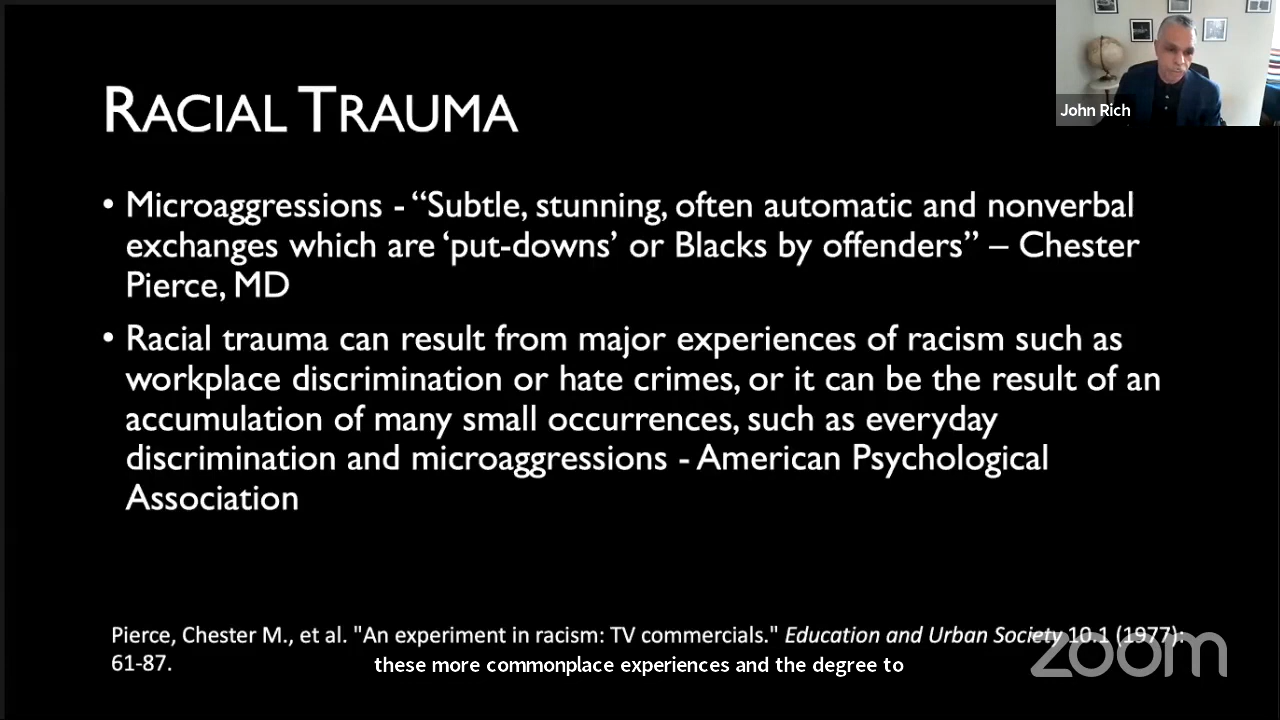 RACIAL TRAUMA
John Rich
• Microaggressions - “Subtle, stunning, often automatic and nonverbal
exchanges which are ‘put-downs’ or Blacks by offenders” – Chester
Pierce, MD
• Racial trauma can result from major experiences of racism such as
workplace discrimination or hate crimes, or it can be the result of an
accumulation of many small occurrences, such as everyday
discrimination and microaggressions - American Psychological
Association
Pierce, Chester M., et al. "An experiment in racism: TV commercials." Education and Urban Society 10.1 (1977):
61-87.
these more commonplace experiences and the degree to
zoom